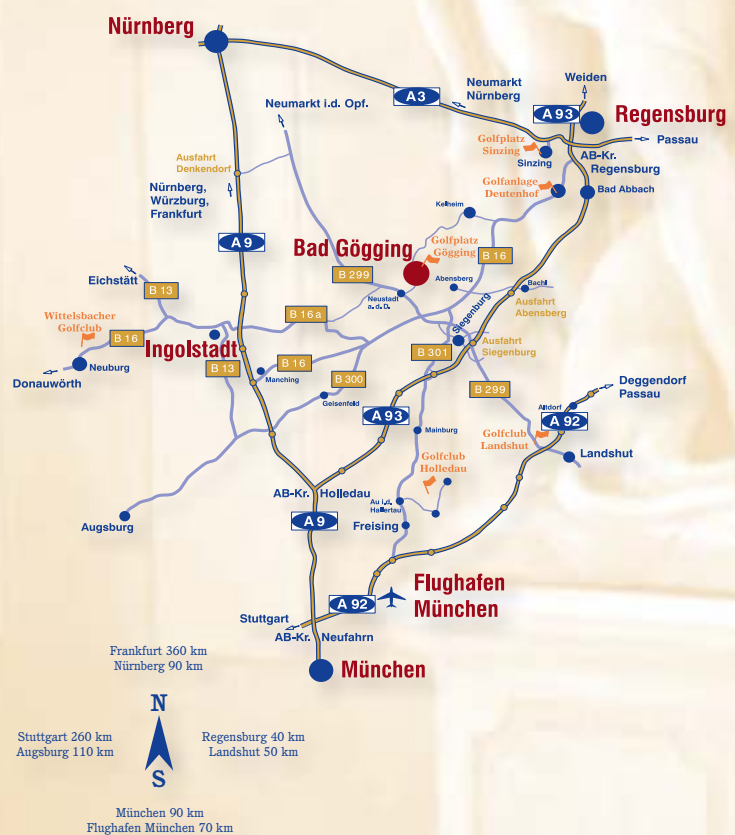 Nürnberg
Neumarkt
Nürnberg
Weiden
A3
A 93
Regensburg
Neumarkt i.d. Opf.
Passau
Golfplatz
Sinzing
Sinzing
AB-Kr.
Regensburg
Ausfahrt
Denkendorf
Golfanlage
Deutenhof
Bad Abbach
Nürnberg,
Würzburg,
Frankfurt
Kelheim
A 9
Bad Gögging
Golfplatz
Gögging
B 16
B 299
Eichstätt
B 13
Abensberg
Bachl
Neustadt
a. d. D.
Ausfahrt
Abensberg
Wittelsbacher
Golfclub
B 16 a
Siegenburg
B 16
Ingolstadt
Ausfahrt
Siegenburg
B 301
Neuburg
B 13
B 16
Manching
B 300
Donauwörth
B 299
Deggendorf
Passau
Geisenfeld
A 93
Altdorf
A 92
Mainburg
Golfclub
Landshut
Golfclub
Holledau
Landshut
AB-Kr. Holledau
Au i.d.
Hallertau
A 9
Augsburg
Freising
Flughafen
München
A 92
Stuttgart
AB-Kr. Neufahrn
München
Frankfurt 360 km
Nürnberg 90 km
N
Stuttgart 260 km
Augsburg 110 km
Regensburg 40 km
Landshut 50 km
S
München 90 km
Flughafen München 70 km